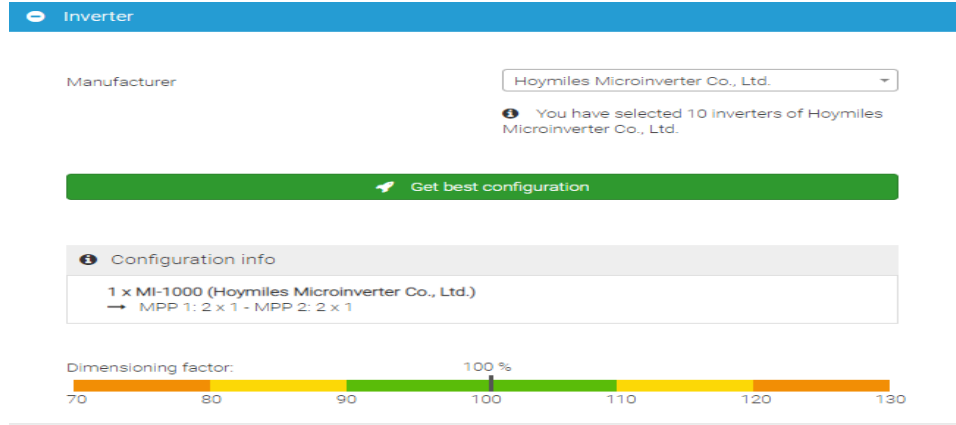 Inverter
Manufacturer
Hoymiles Microinverter Co., Ltd.
You have selected 10 inverters of Hoymiles
Microinverter Co., Ltd.
Get best configuration
Configuration info
1 x MI-1000 (Hoymiles Microinverter Co., Ltd.)
→ MPP 1: 2 x 1 - MPP 2: 2 x 1
Dimensioning factor: 100 %
70 80 90 100 110 120 130